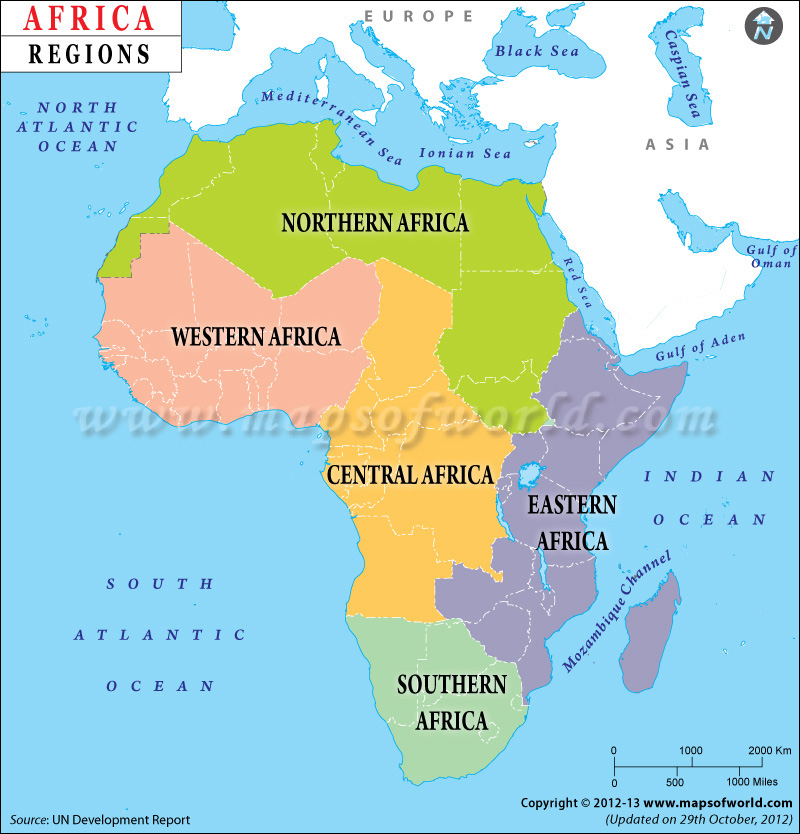 AFRICA
REGIONS
EUROPE
Black Sea
Caspian Sea
NORTH
ATLANTIC
OCEAN
Mediterranean Sea
Ionian Sea
ASIA
NORTHERN AFRICA
Red Sea
Gulf of
Oman
WESTERN AFRICA
Gulf of Aden
www.mapsofworld.com
CENTRAL AFRICA
EASTERN
AFRICA
INDIAN
OCEAN
SOUTH
ATLANTIC
OCEAN
Mozambique Channel
SOUTHERN
AFRICA
0 1000 2000 Km
0 500 1000 Miles
Copyright © 2012-13 www.mapsofworld.com
(Updated on 29th October, 2012)
Source: UN Development Report
N